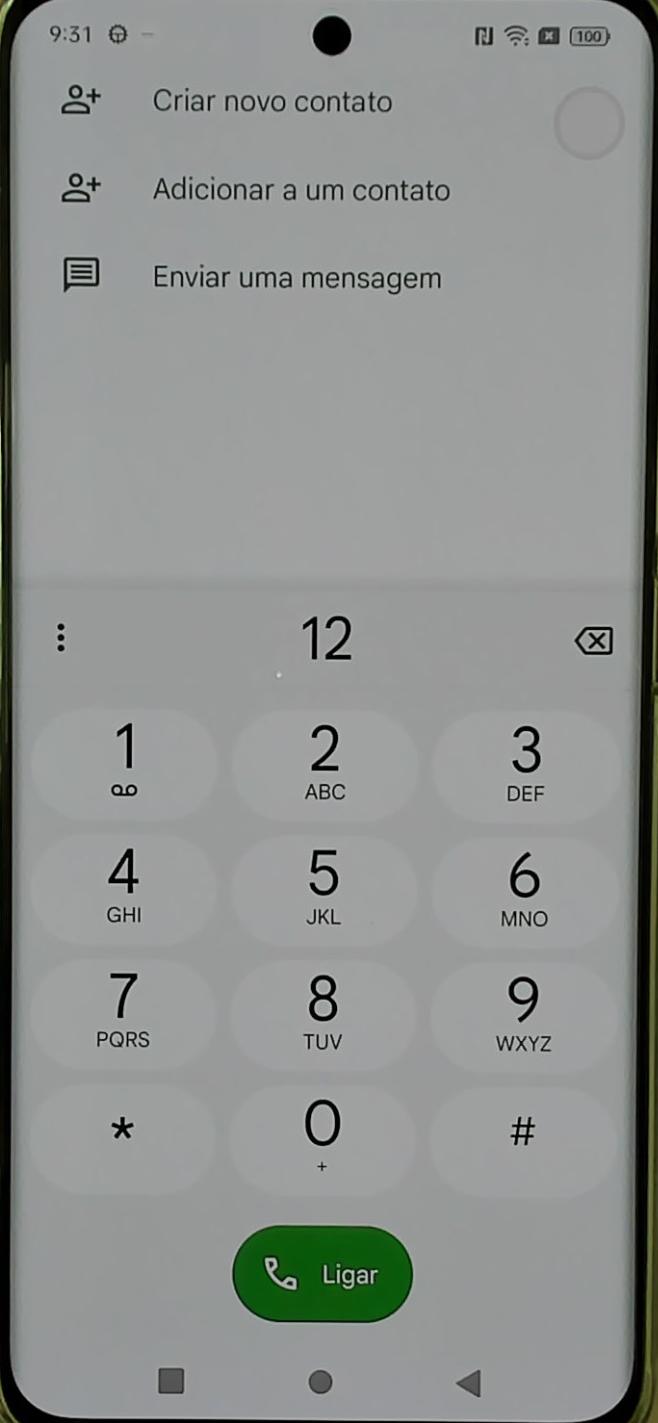 9:31 100
Criar novo contato
Adicionar a um contato
Enviar uma mensagem
12
1 2 3
ABC DEF
4 5 6
GHI JKL MNO
7 8 9
PQRS TUV WXYZ
* 0 #
+
Ligar